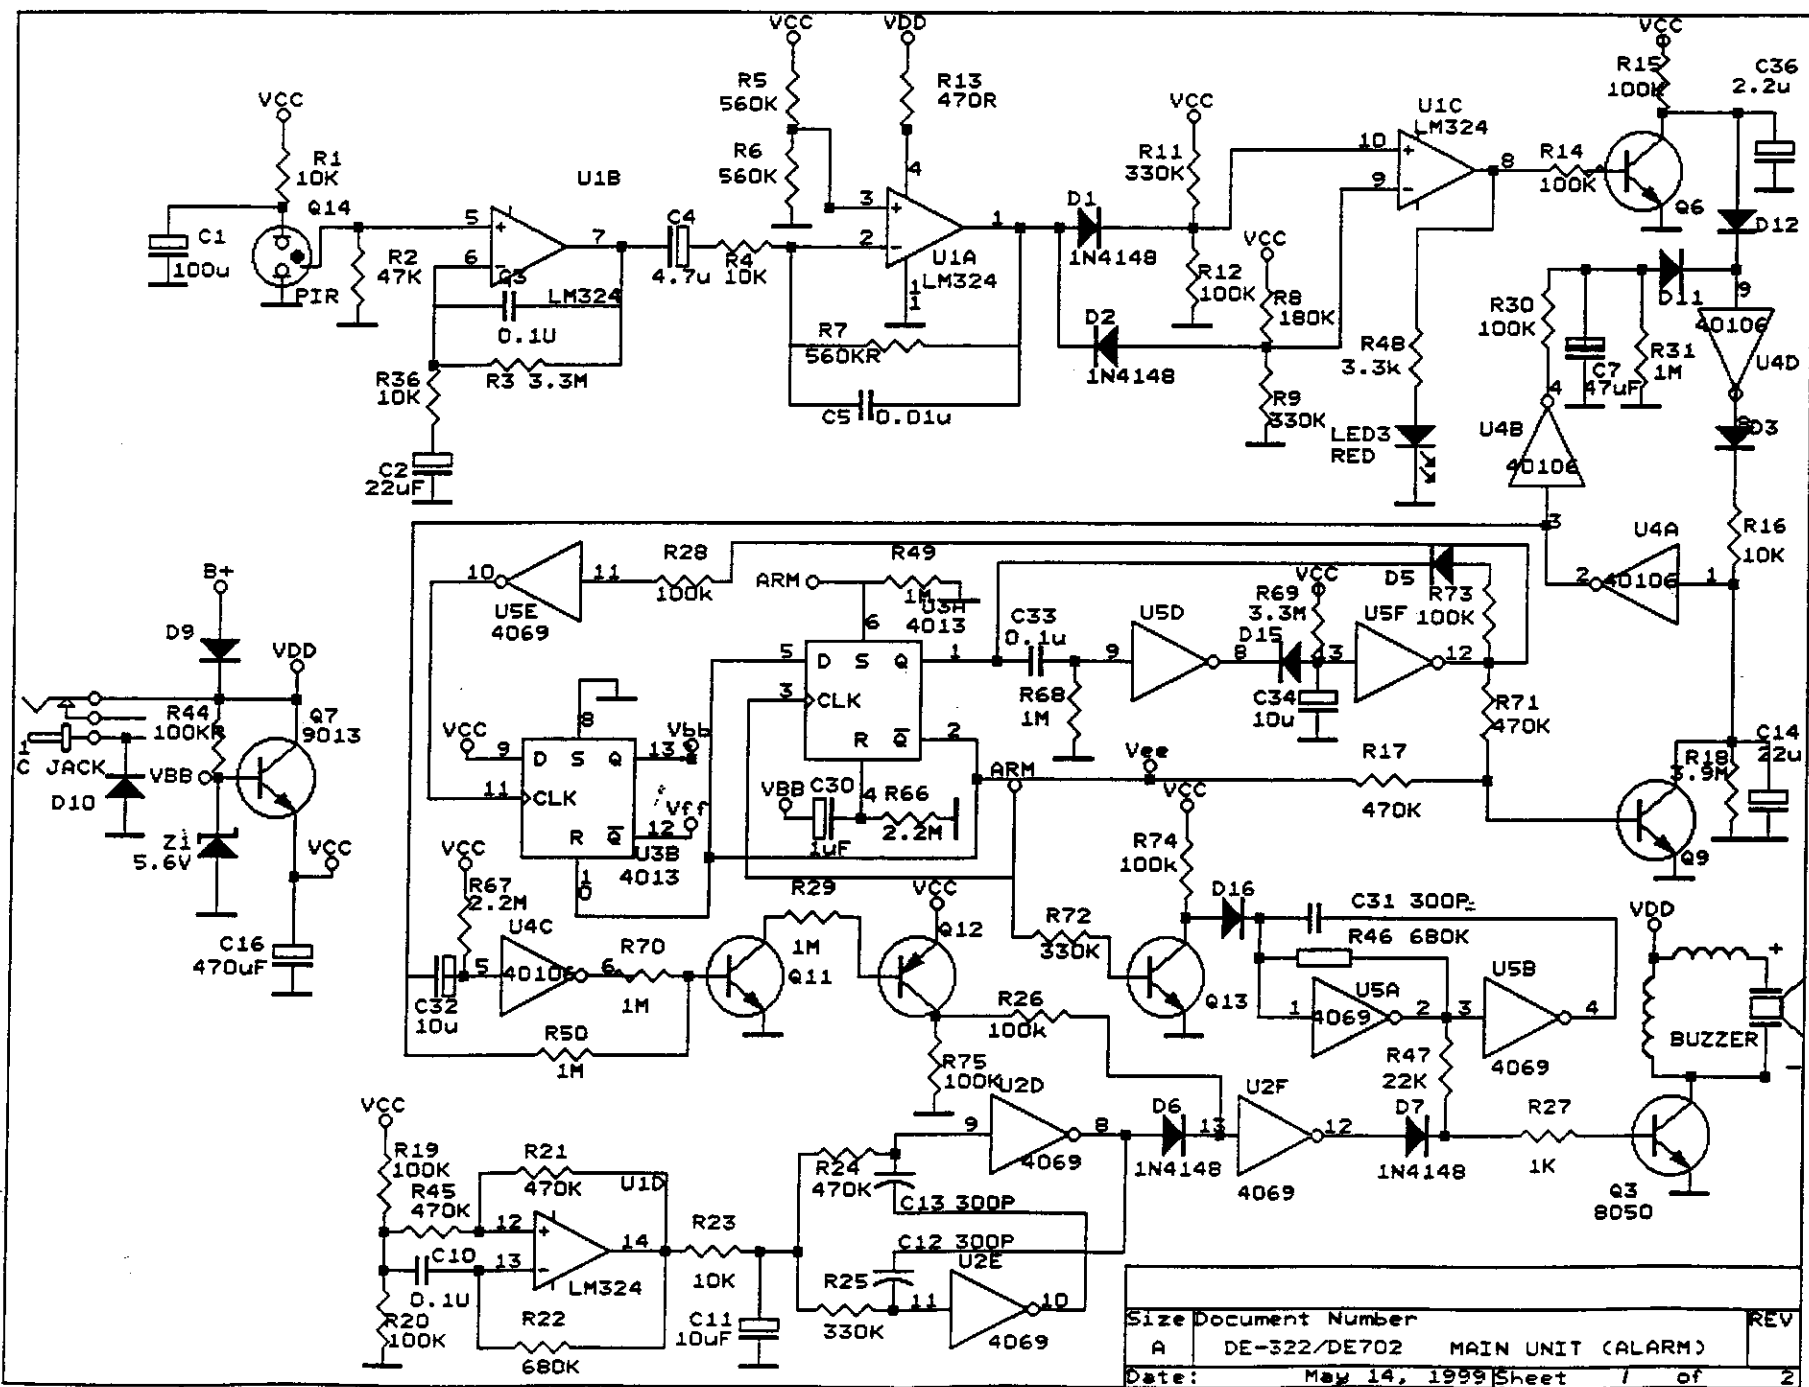 VCC
VDD
VCC
R5
560K
R13
470R
R15
100K
C36
2.2u
VCC
VCC
U1C
LM324
R1
10K
R6
560K
4
R11
330K
10
+
8
R14
100K
Q14
U1B
3
+
9
-
Q6
D12
C1
100u
5
+
7
C4
4.7u
2
-
1
D1
1N4148
R2
47K
6
-
R4
10K
U1A
LM324
VCC
PIR
Q3
LM324
1
1
R12
100K
R8
180K
D11
9
0.1U
R7
560KR
D2
1N4148
R48
3.3k
R30
100K
C7
47uF
R31
1M
40106
U4D
R36
10K
R3 3.3M
C5
0.01u
R9
330K
4
8
D3
C2
22uF
LED3
RED
U4B
40106
3
U4A
R16
10K
B+
10
11
R28
100K
ARM
R49
1M
D5
VCC
2
40106
1
U5E
4069
U3A
4013
R69
3.3M
R73
100K
D9
VDD
6
C33
0.1u
U5D
D15
U5F
5
D
S
Q
1
9
8
13
12
3
CLK
R68
1M
C34
10u
R71
470K
R44
100KR
Q7
9013
8
VCC
Vbb
R
Q
2
Vee
R17
470K
C14
22u
1
C JACK
9
D
S
Q
13
ARM
R18
3.9M
VBB
D10
11
CLK
Vff
VBB
C30
1uF
4
R66
2.2M
VCC
Z1
5.6V
VCC
VCC
R
Q
12
U3B
4013
R74
100k
Q9
R67
2.2M
1
0
R29
1M
VCC
D16
C31 300P
VDD
C16
470uF
U4C
R70
1M
Q12
R72
330K
R46 680K
+
5
40106
6
Q11
Q13
U5A
U5B
C32
10u
R26
100k
1
4069
2
3
4
BUZZER
R50
1M
R75
100K
R47
22K
4069
-
VCC
U2D
D6
1N4148
U2F
D7
1N4148
R27
1K
9
8
13
12
R19
100K
R21
470K
R24
470K
4069
4069
Q3
8050
R45
470K
U1D
C13 300P
12
+
14
R23
10K
C12 300P
C10
0.1U
13
-
LM324
U2E
R25
330K
11
10
R20
100K
R22
680K
C11
10uF
4069
Size
Document Number
REV
A
DE-322/DE702 MAIN UNIT (ALARM)
Date: May 14, 1999
Sheet of 2